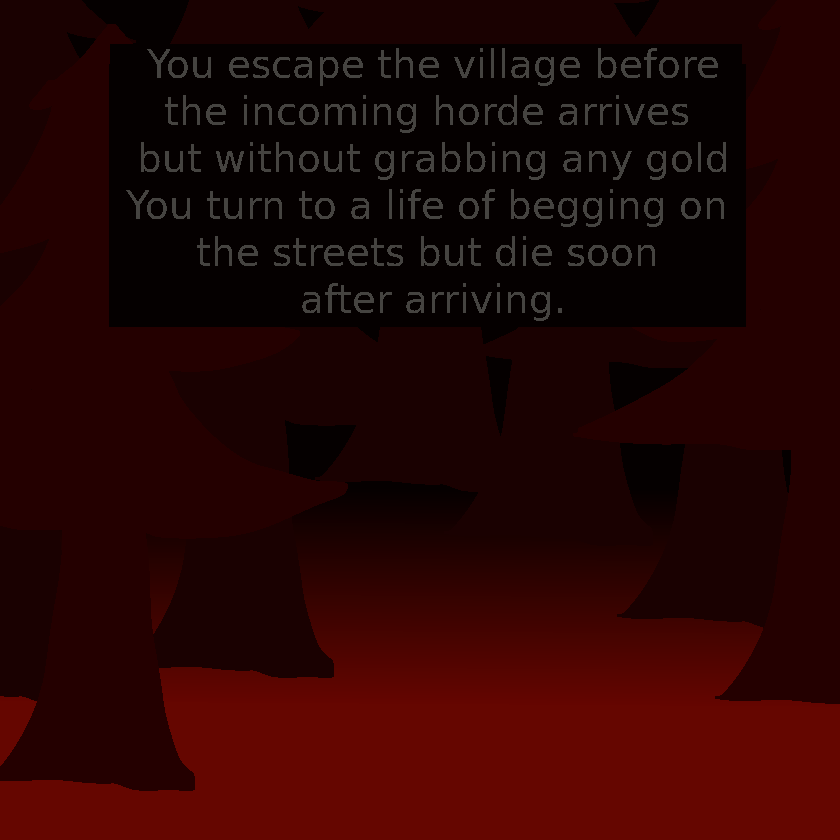 You escape the village before
the incoming horde arrives
but without grabbing any gold
You turn to a life of begging on
the streets but die soon
after arriving.